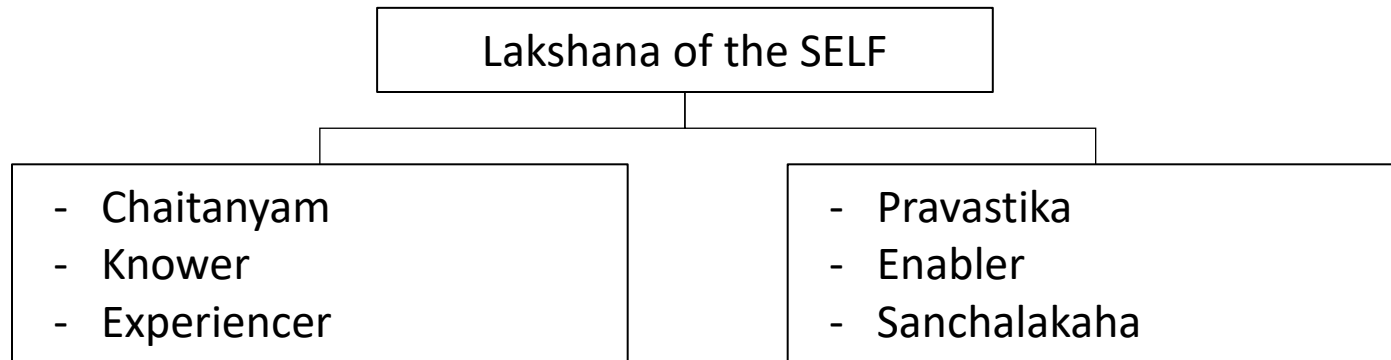 Lakshana of the SELF
- Chaitanyam
- Knower
- Experiencer
- Pravastika
- Enabler
- Sanchalakaha